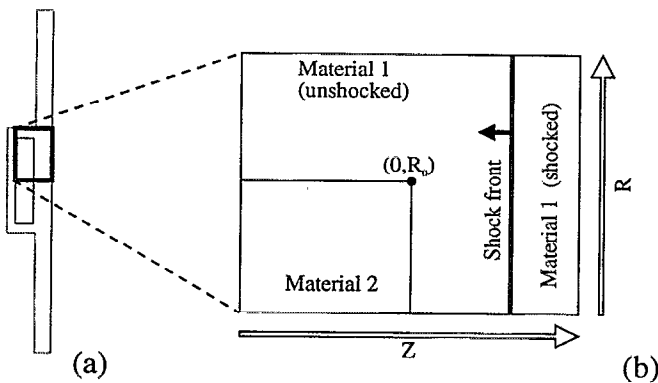 Material 1
(unshocked)
(0,R₀)
Shock front
Material 1 (shocked)
R
Material 2
Z
(a)
(b)